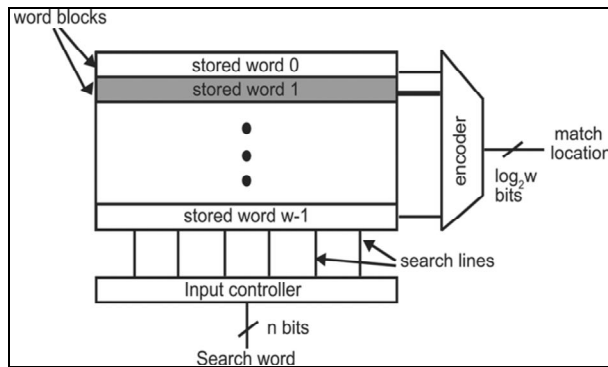 word blocks
stored word 0
stored word 1
encoder
match
location
log₂w
bits
stored word w-1
search lines
Input controller
n bits
Search word